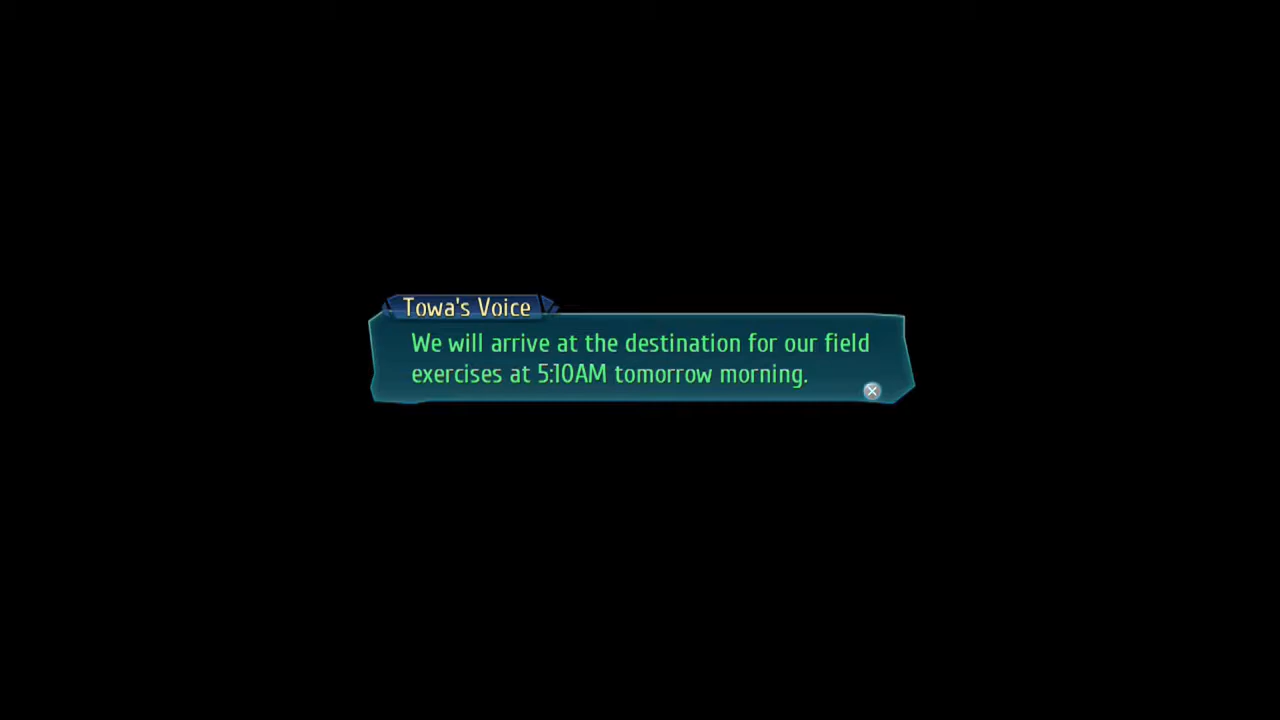 Towa's Voice
We will arrive at the destination for our field
exercises at 5:10AM tomorrow morning.